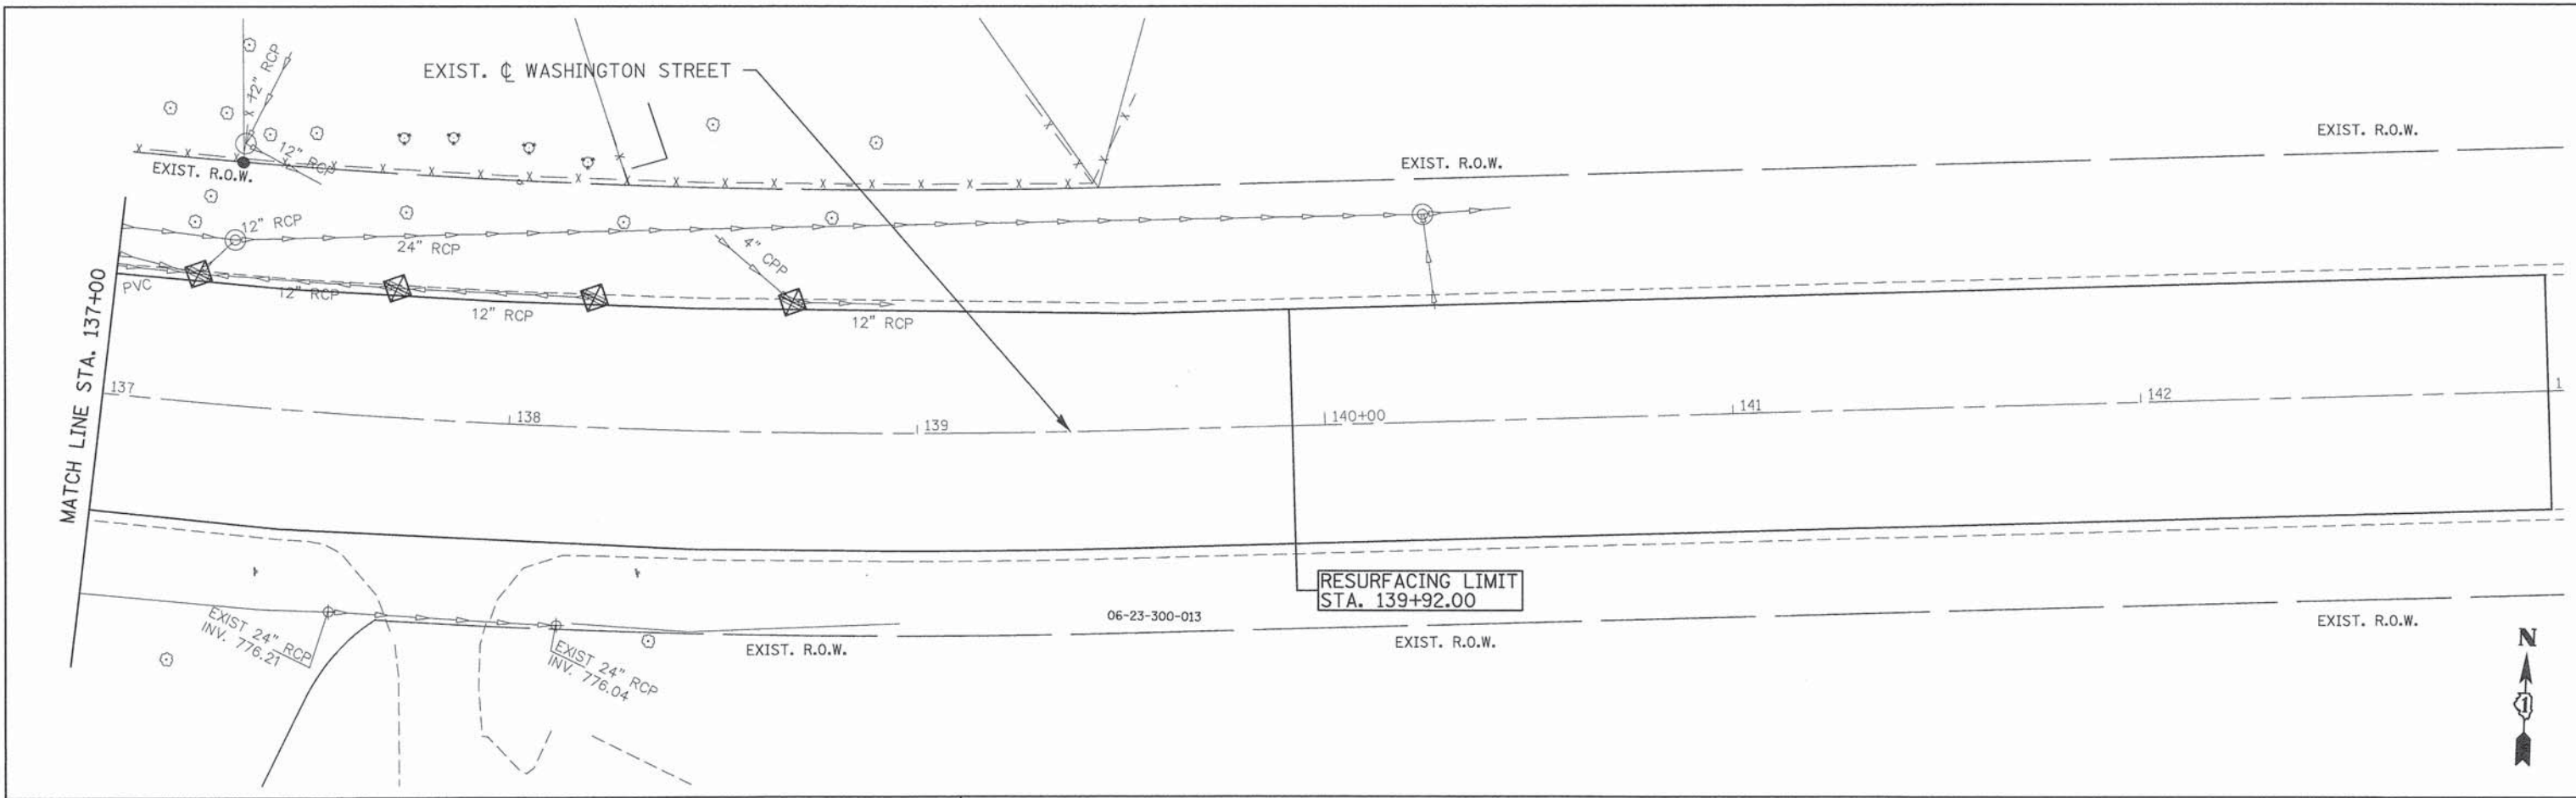 12" RCP
EXIST. ℄ WASHINGTON STREET
12" RCP
EXIST. R.O.W.
EXIST. R.O.W.
EXIST. R.O.W.
12" RCP
24" RCP
4" CPP
PVC
12" RCP
12" RCP
12" RCP
MATCH LINE STA. 137+00
137
138
139
140+00
141
142
1
RESURFACING LIMIT
STA. 139+92.00
06-23-300-013
EXIST 24" RCP
INV. 776.21
EXIST 24" RCP
INV. 776.04
EXIST. R.O.W.
EXIST. R.O.W.
EXIST. R.O.W.
N
1